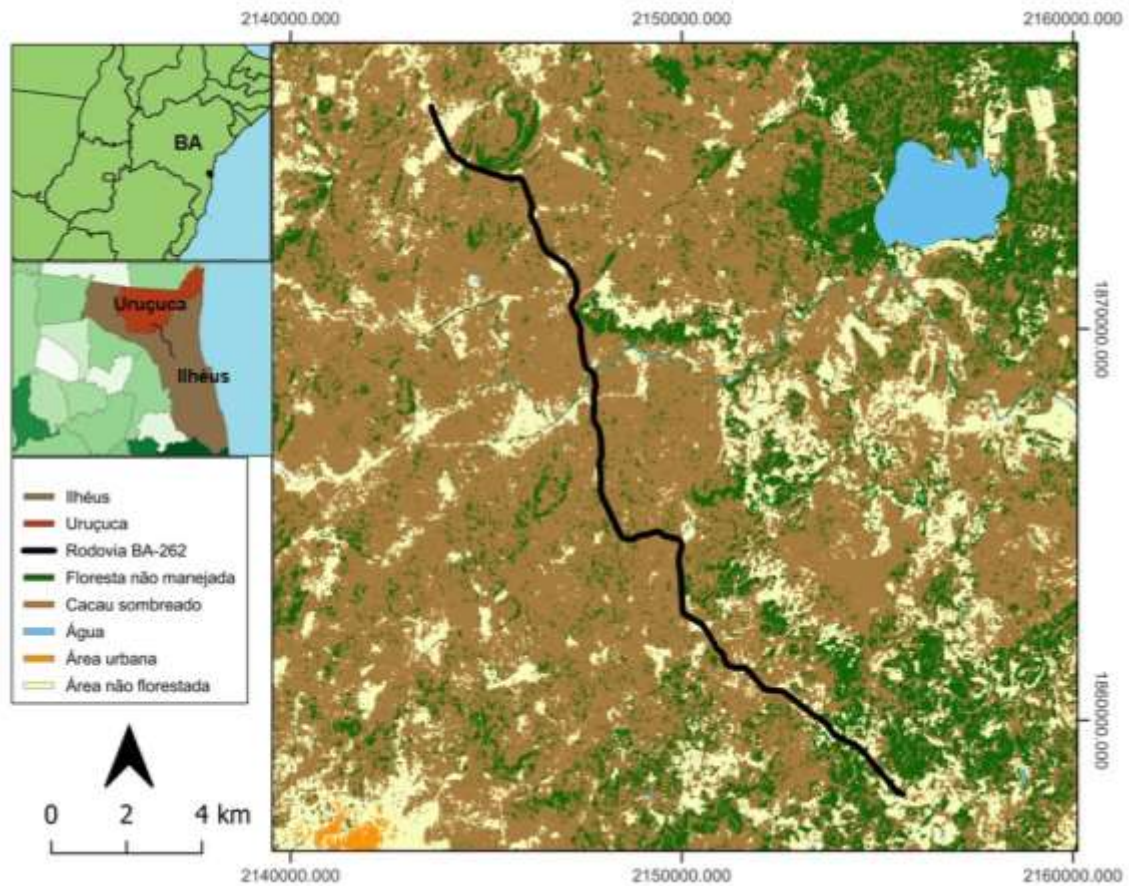 2140000.000 2150000.000 2160000.000
BA
Uruçuca
Ilhéus
1870000.000
1860000.000
Ilhéus
Uruçuca
Rodovia BA-262
Floresta não manejada
Cacau sombreado
Água
Área urbana
Área não florestada
0 2 4 km
2140000.000 2150000.000 2160000.000